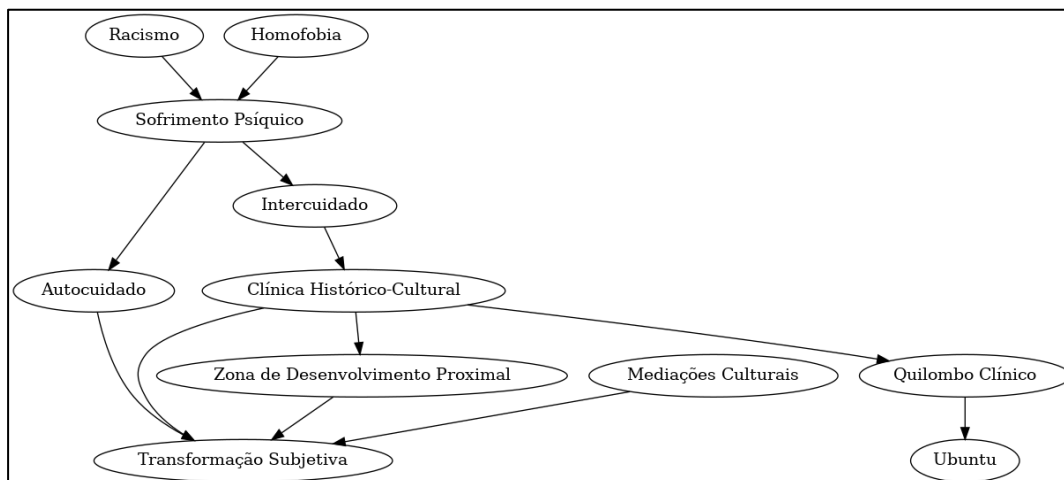 Racismo
Homofobia
Sofrimento Psíquico
Intercuidado
Autocuidado
Clínica Histórico-Cultural
Zona de Desenvolvimento Proximal
Mediações Culturais
Quilombo Clínico
Transformação Subjetiva
Ubuntu